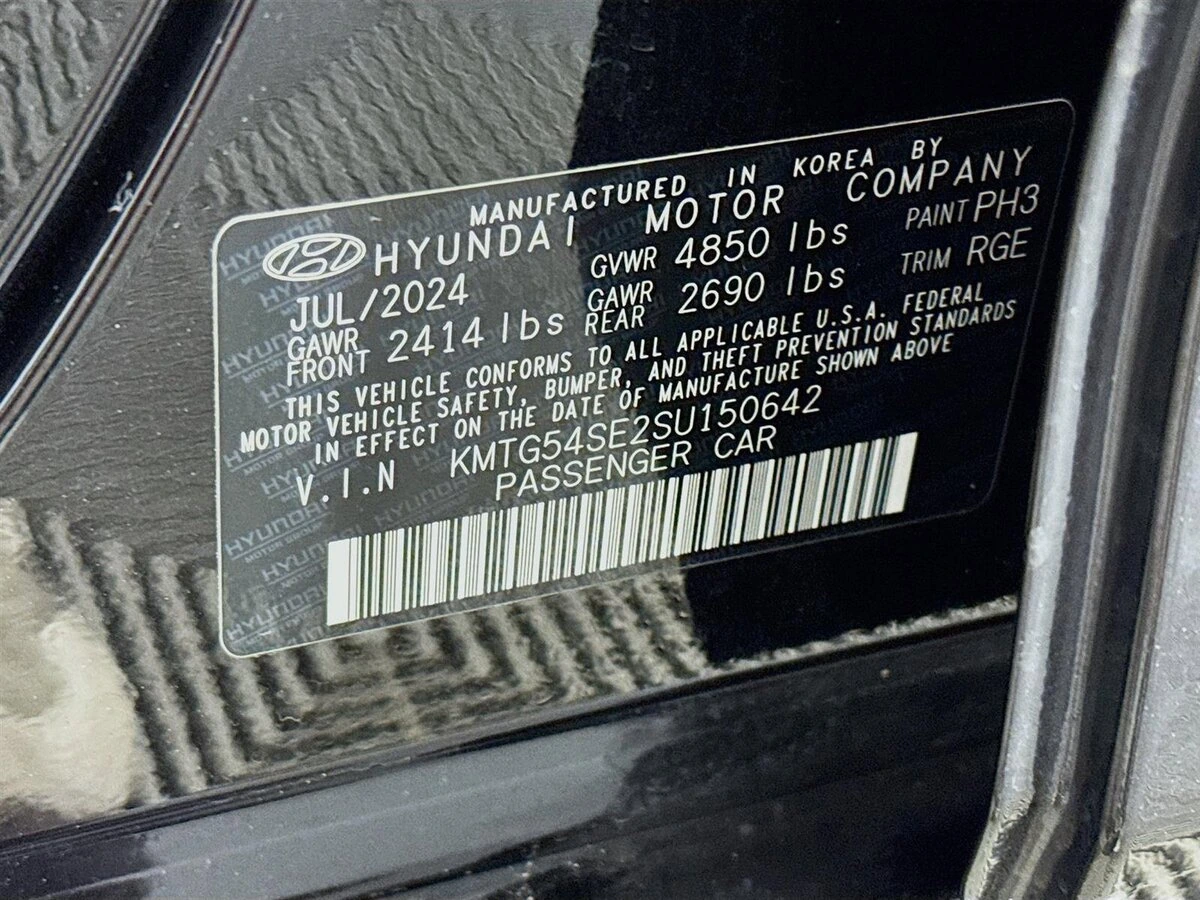 MANUFACTURED IN KOREA BY
HYUNDAI MOTOR COMPANY
JUL/2024 GVWR 4850 lbs PAINT PH3
GAWR FRONT 2414 lbs GAWR REAR 2690 lbs TRIM RGE
THIS VEHICLE CONFORMS TO ALL APPLICABLE U.S.A. FEDERAL
MOTOR VEHICLE SAFETY, BUMPER, AND THEFT PREVENTION STANDARDS
IN EFFECT ON THE DATE OF MANUFACTURE SHOWN ABOVE
V.I.N KMTG54SE2SU150642
PASSENGER CAR